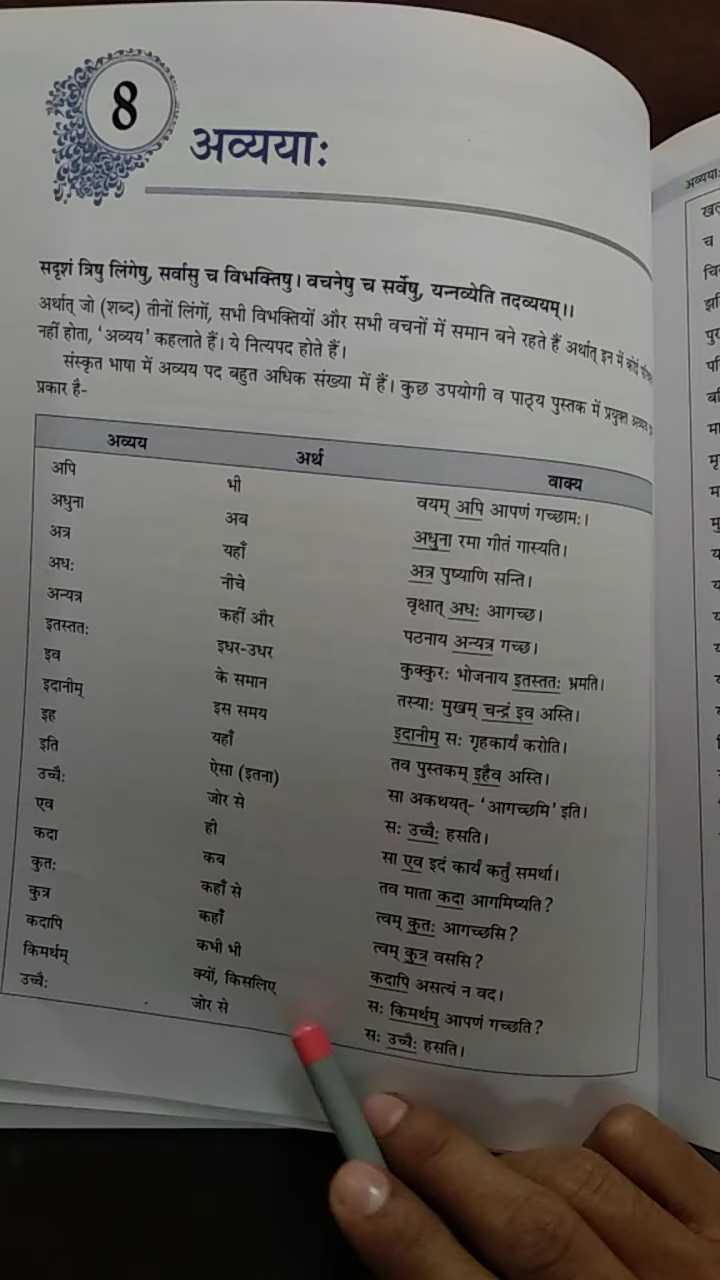 8
अव्ययाः
सदृशं त्रिषु लिंगेषु, सर्वासु च विभक्तिषु। वचनेषु च सर्वेषु, यन्नव्येति तदव्ययम्।।
अर्थात् जो (शब्द) तीनों लिंगों, सभी विभक्तियों और सभी वचनों में समान बने रहते हैं अर्थात् इन में कोई
नहीं होता, 'अव्यय' कहलाते हैं। ये नित्यपद होते हैं।
संस्कृत भाषा में अव्यय पद बहुत अधिक संख्या में हैं। कुछ उपयोगी व पाठ्य पुस्तक में प्रयुक्त अव्यय
प्रकार है-
अव्यय अर्थ वाक्य
अपि भी वयम् अपि आपणं गच्छामः।
अधुना अब अधुना रमा गीतं गास्यति।
अत्र यहाँ अत्र पुष्याणि सन्ति।
अधः नीचे वृक्षात् अधः आगच्छ।
अन्यत्र कहीं और पठनाय अन्यत्र गच्छ।
इतस्ततः इधर-उधर कुक्कुरः भोजनाय इतस्ततः भ्रमति।
इव के समान तस्याः मुखम् चन्द्रं इव अस्ति।
इदानीम् इस समय इदानीम् सः गृहकार्यं करोति।
इह यहाँ तव पुस्तकम् इहैव अस्ति।
इति ऐसा (इतना) सा अकथयत्- 'आगच्छमि' इति।
उच्चैः जोर से सः उच्चैः हसति।
एव ही सा एव इदं कार्यं कर्तुं समर्था।
कदा कब तव माता कदा आगमिष्यति?
कुतः कहाँ से त्वम् कुतः आगच्छसि?
कुत्र कहाँ त्वम् कुत्र वससि?
कदापि कभी भी कदापि असत्यं न वद।
किमर्थम् क्यों, किसलिए सः किमर्थम् आपणं गच्छति?
उच्चैः जोर से सः उच्चैः हसति।
अव्ययाः
च